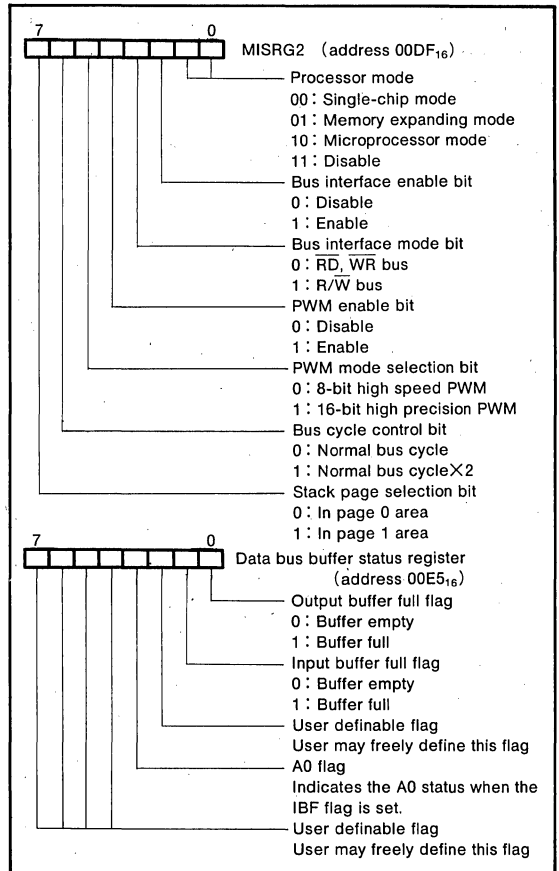 7 0
MISRG2 (address 00DF₁₆)
Processor mode
00 : Single-chip mode
01 : Memory expanding mode
10 : Microprocessor mode
11 : Disable
Bus interface enable bit
0 : Disable
1 : Enable
Bus interface mode bit
0 : R̅D̅, W̅R̅ bus
1 : R/W̅ bus
PWM enable bit
0 : Disable
1 : Enable
PWM mode selection bit
0 : 8-bit high speed PWM
1 : 16-bit high precision PWM
Bus cycle control bit
0 : Normal bus cycle
1 : Normal bus cycle×2
Stack page selection bit
0 : In page 0 area
1 : In page 1 area
7 0
Data bus buffer status register
(address 00E5₁₆)
Output buffer full flag
0 : Buffer empty
1 : Buffer full
Input buffer full flag
0 : Buffer empty
1 : Buffer full
User definable flag
User may freely define this flag
A0 flag
Indicates the A0 status when the
IBF flag is set.
User definable flag
User may freely define this flag